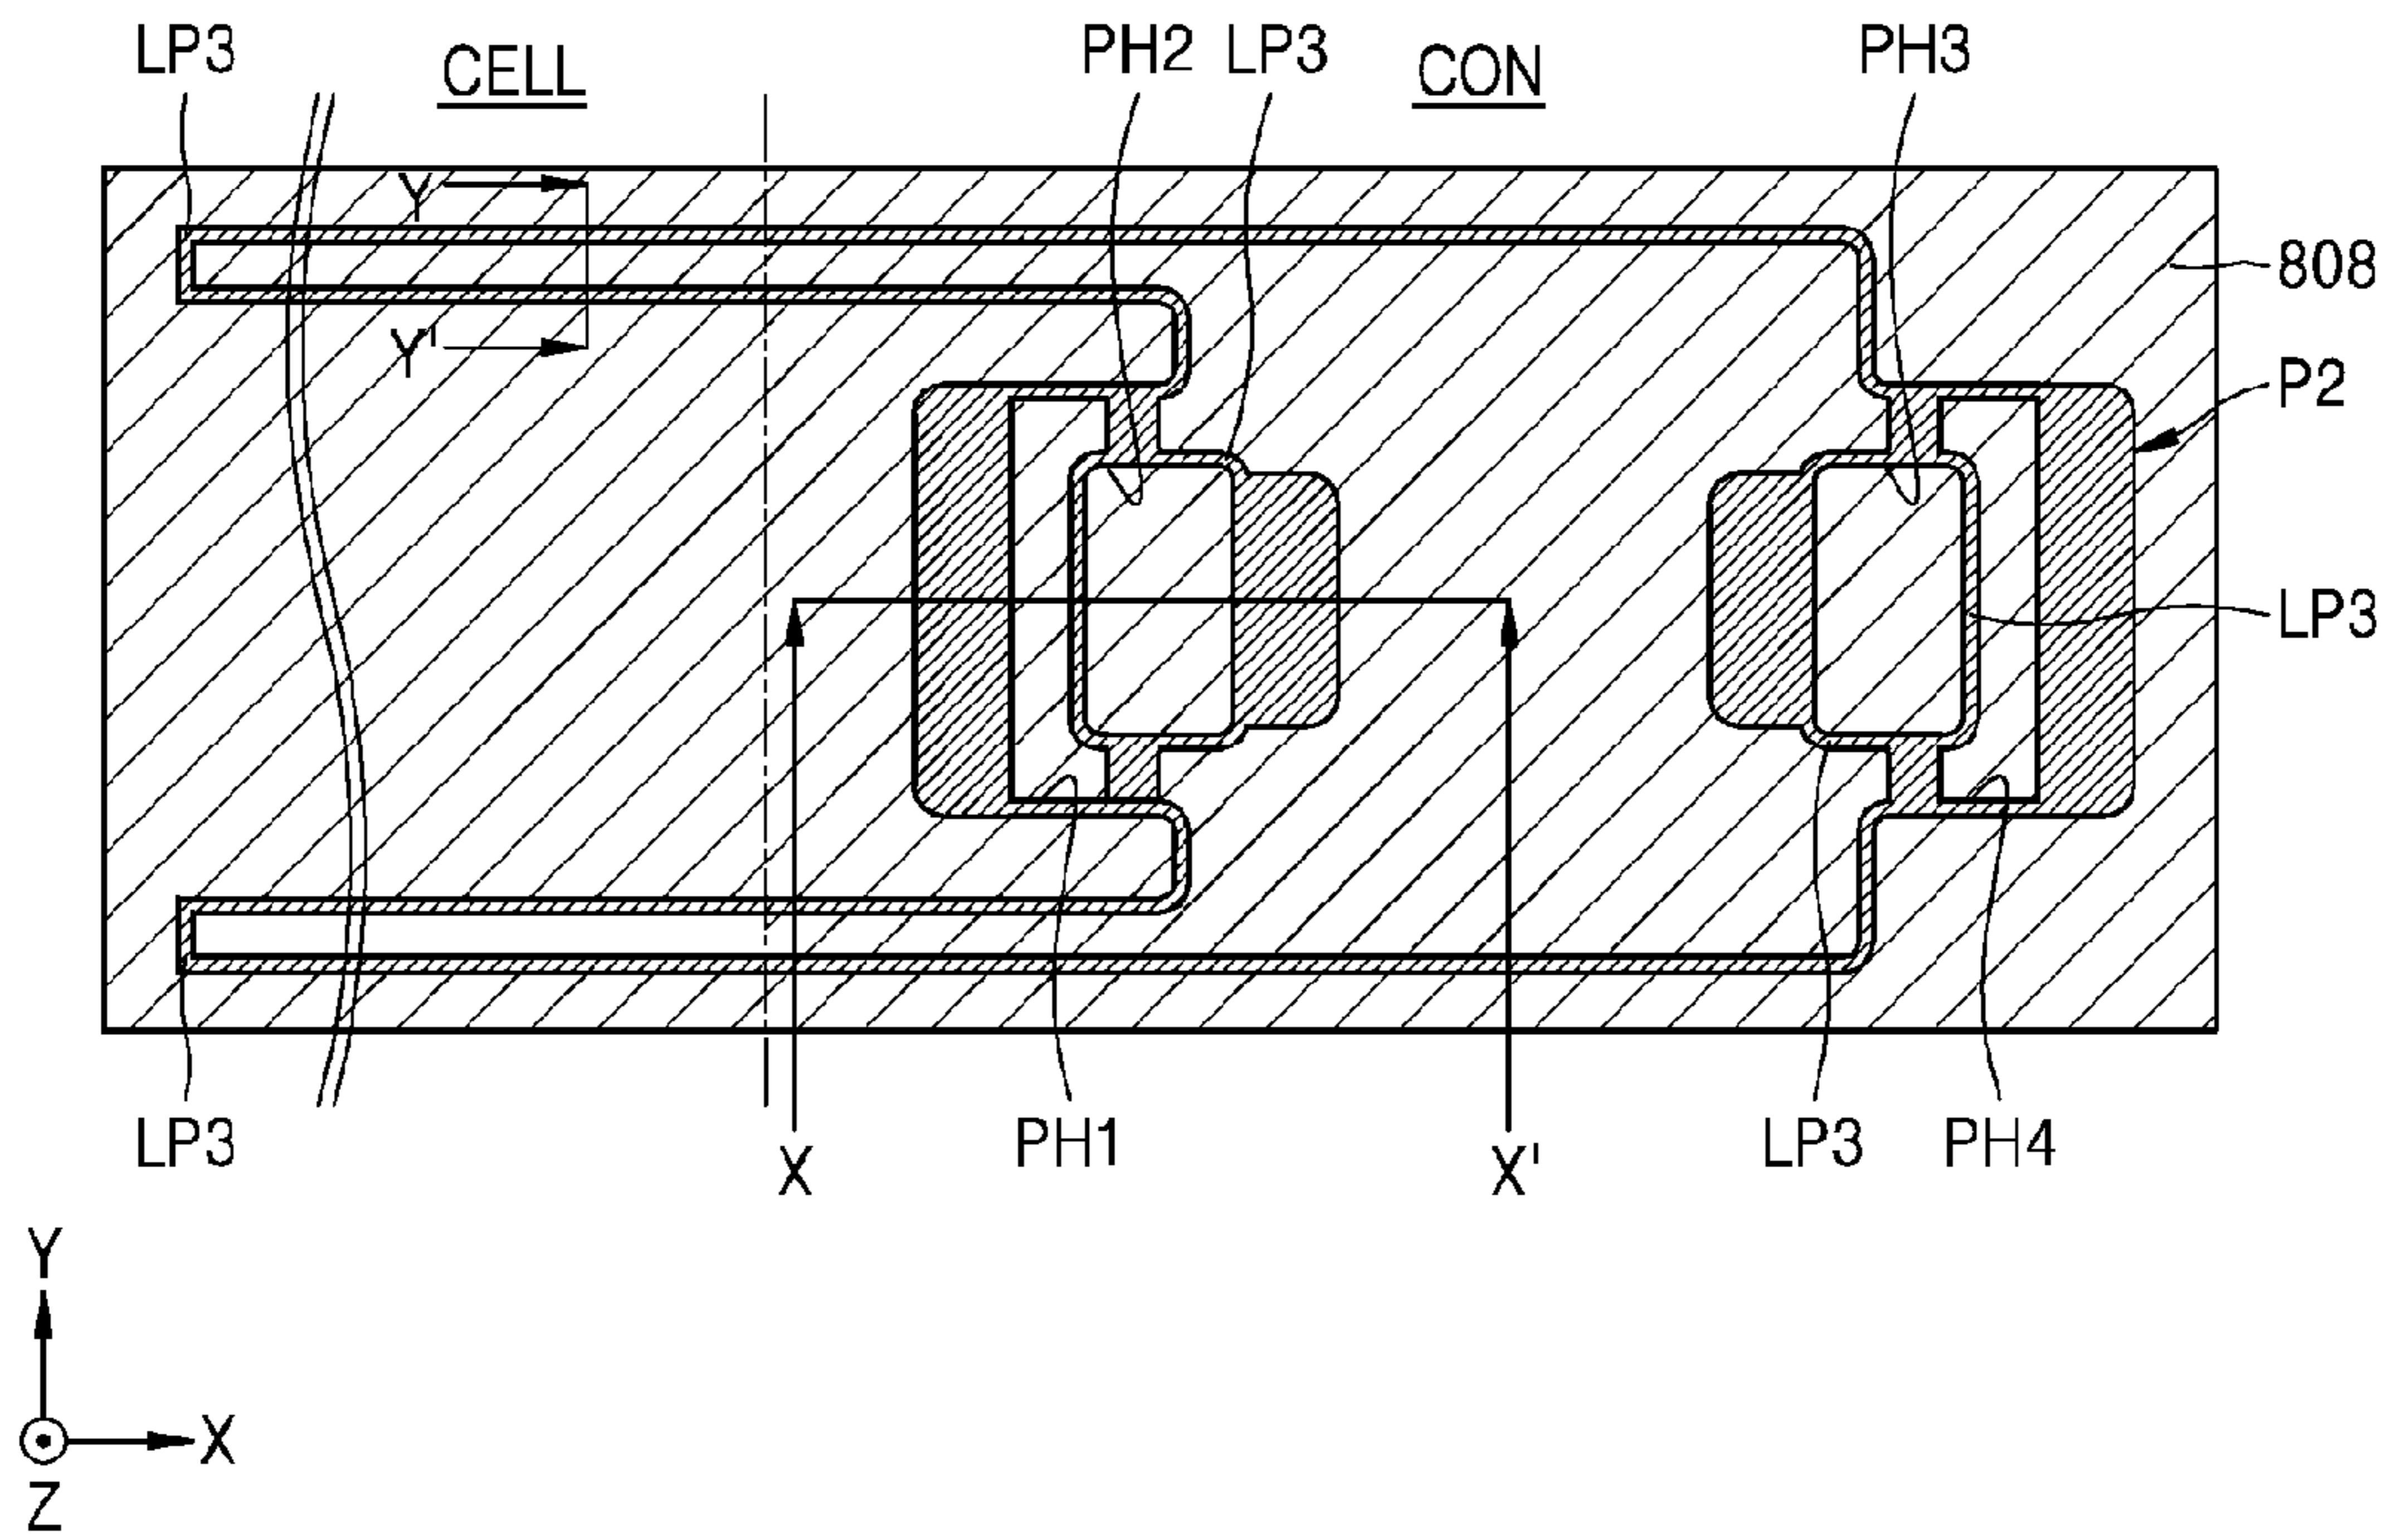 LP3 CELL PH2 LP3 CON PH3
Y
808
Y'
P2
LP3
LP3 X PH1 X' LP3 PH4
Y
X
Z